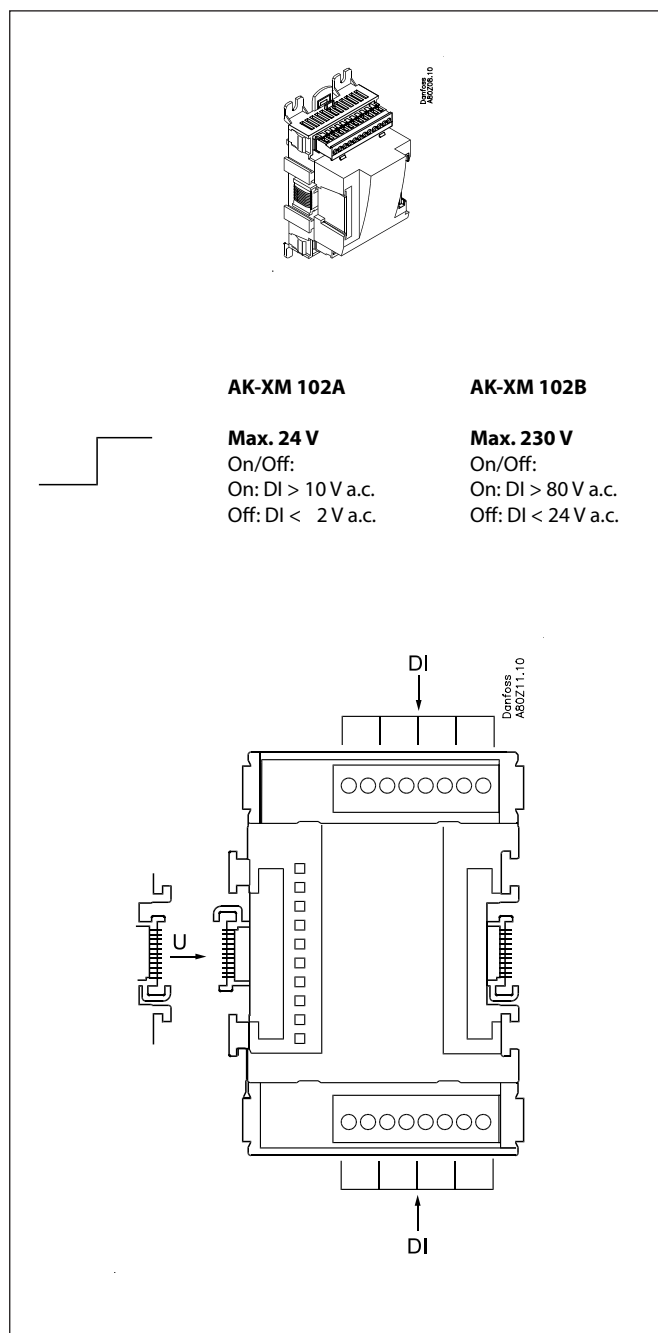 Danfoss
A80Z08.10
AK-XM 102A
Max. 24 V
On/Off:
On: DI > 10 V a.c.
Off: DI < 2 V a.c.
AK-XM 102B
Max. 230 V
On/Off:
On: DI > 80 V a.c.
Off: DI < 24 V a.c.
DI
Danfoss
A80Z11.10
U
DI